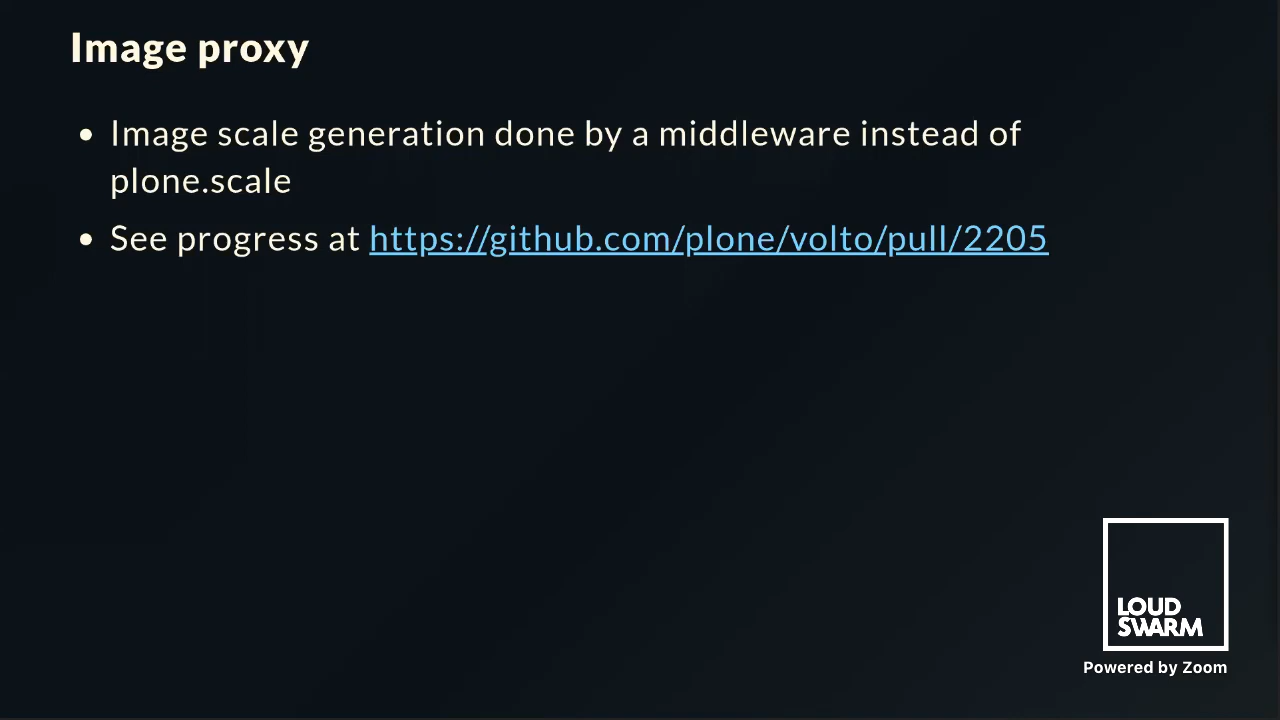 Image proxy
• Image scale generation done by a middleware instead of
plone.scale
• See progress at https://github.com/plone/volto/pull/2205
LOUD
SWARM
Powered by Zoom